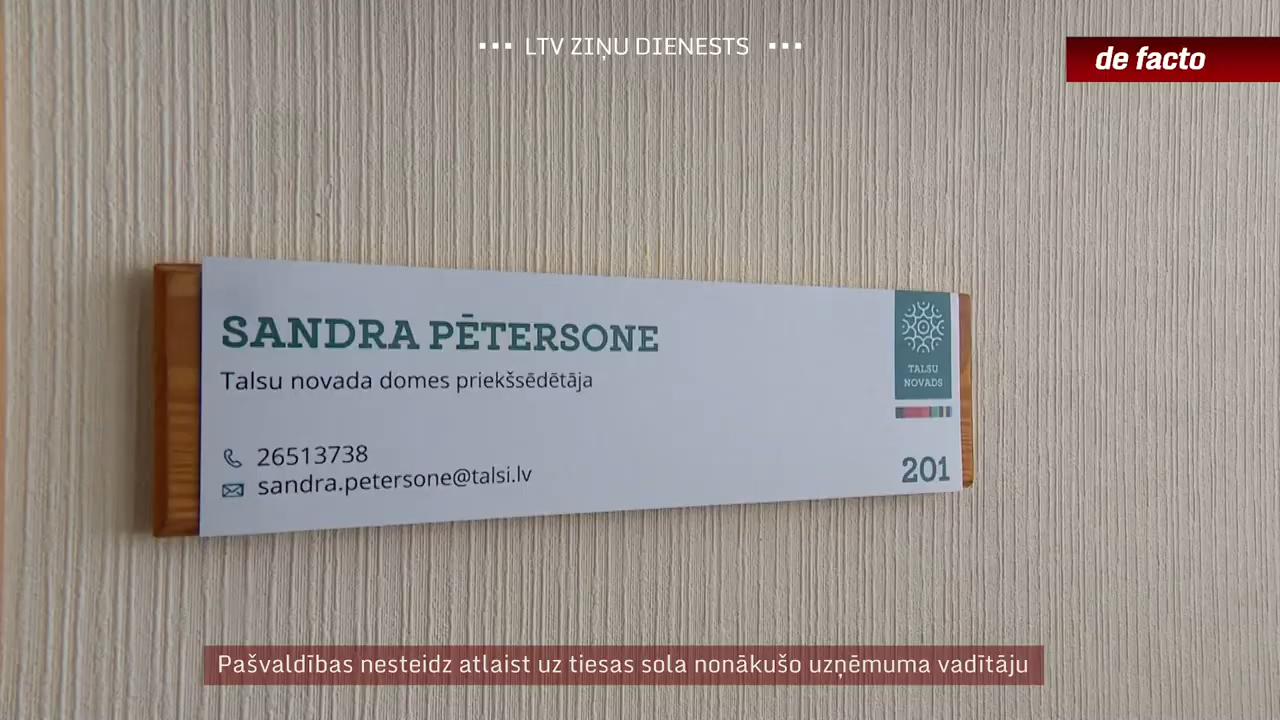 LTV ZIŅU DIENESTS
de facto
SANDRA PĒTERSONE
Talsu novada domes priekšsēdētāja
26513738
sandra.petersone@talsi.lv
TALSU
NOVADS
201
Pašvaldības nesteidz atlaist uz tiesas sola nonākušo uzņēmuma vadītāju